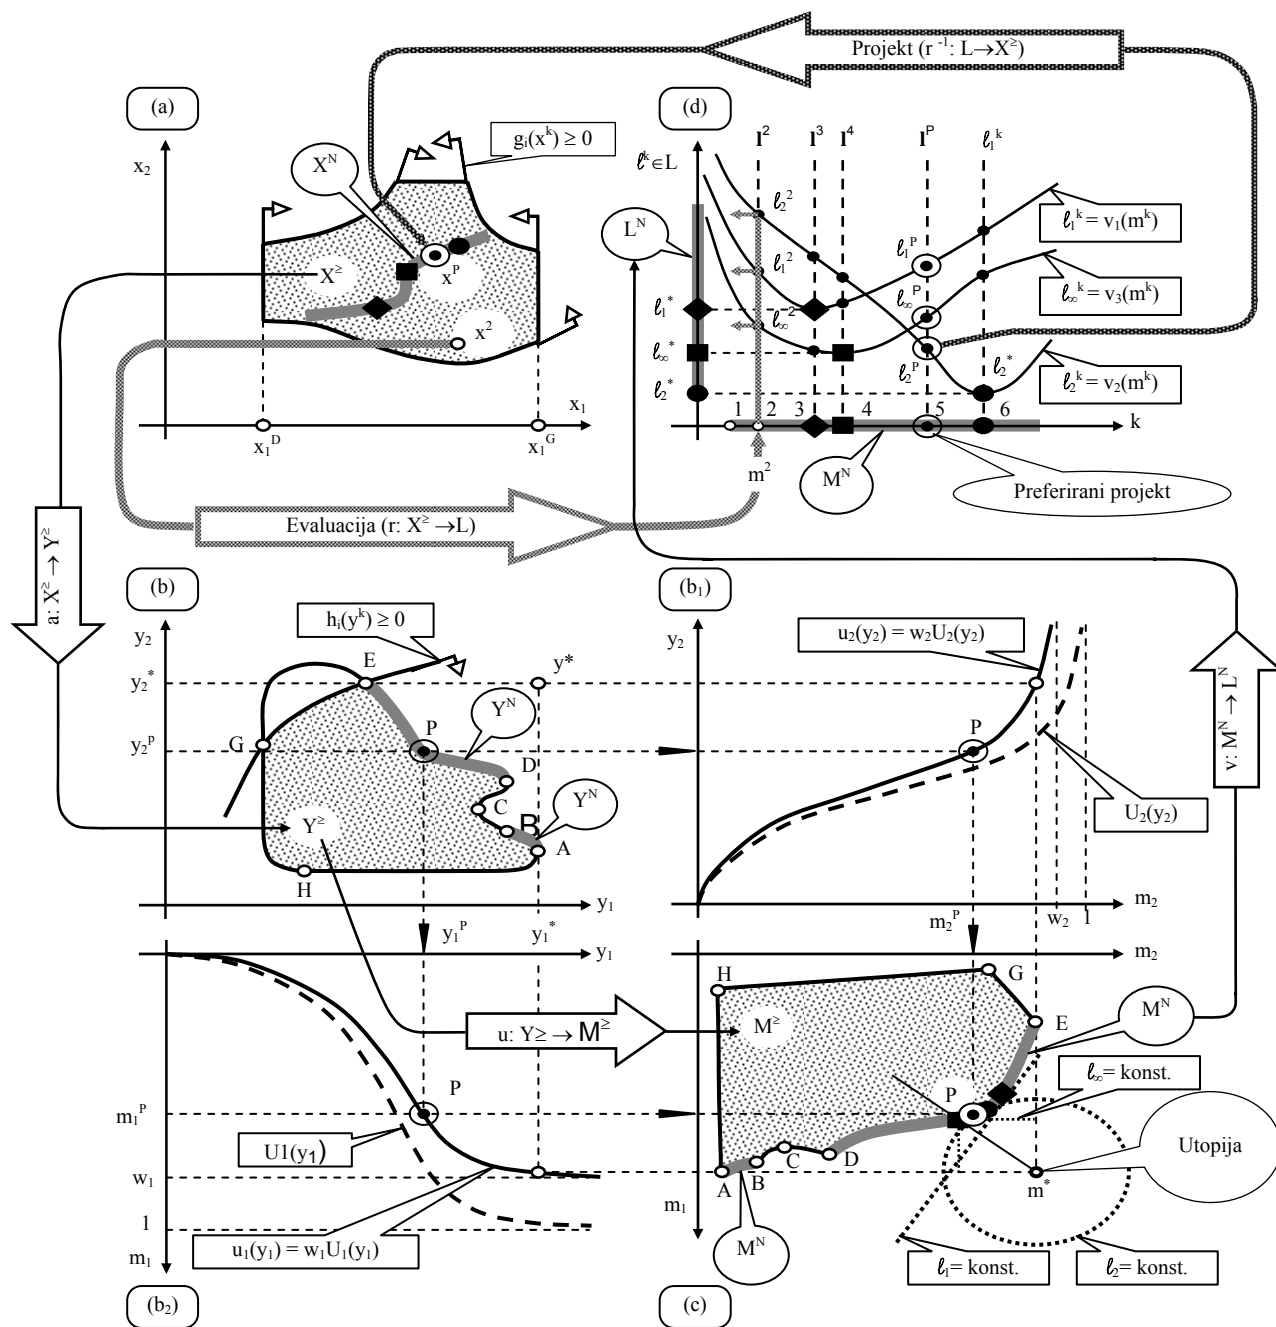 Projekt (r⁻¹: L→X≥)
(a)
x₂
gᵢ(xᵏ) ≥ 0
Xᴺ
X≥
xᴾ
x²
x₁
x₁ᴰ
x₁ᴳ
(d)
l²
l³
l⁴
lᴾ
ℓ₁ᵏ
ℓᵏ∈L
Lᴺ
ℓ₂²
ℓ₁²
ℓ∞²
ℓ₁ᴾ
ℓ∞ᴾ
ℓ₂ᴾ
ℓ₂*
ℓ₁ᵏ = v₁(mᵏ)
ℓ∞ᵏ = v₃(mᵏ)
ℓ₂ᵏ = v₂(mᵏ)
ℓ₁*
ℓ∞*
ℓ₂*
1 2 3 4 5 6
k
m²
Mᴺ
Preferirani projekt
Evaluacija (r: X≥ →L)
a: X≥ → Y≥
(b)
hᵢ(yᵏ) ≥ 0
y₂
E
y*
y₂*
Yᴺ
G
P
y₂ᵖ
D
C
B
Yᴺ
Y≥
A
H
y₁
(b₁)
y₂
u₂(y₂) = w₂U₂(y₂)
P
U₂(y₂)
m₂ᴾ
w₂
1
m₂
v: Mᴺ → Lᴺ
y₁ᴾ
y₁*
y₁
u: Y≥ → M≥
P
m₁ᴾ
U1(y₁)
w₁
1
u₁(y₁) = w₁U₁(y₁)
m₁
(b₂)
m₂
H
G
M≥
E
Mᴺ
ℓ∞= konst.
P
Utopija
C
D
A
B
m*
m₁
Mᴺ
ℓ₁= konst.
ℓ₂= konst.
(c)